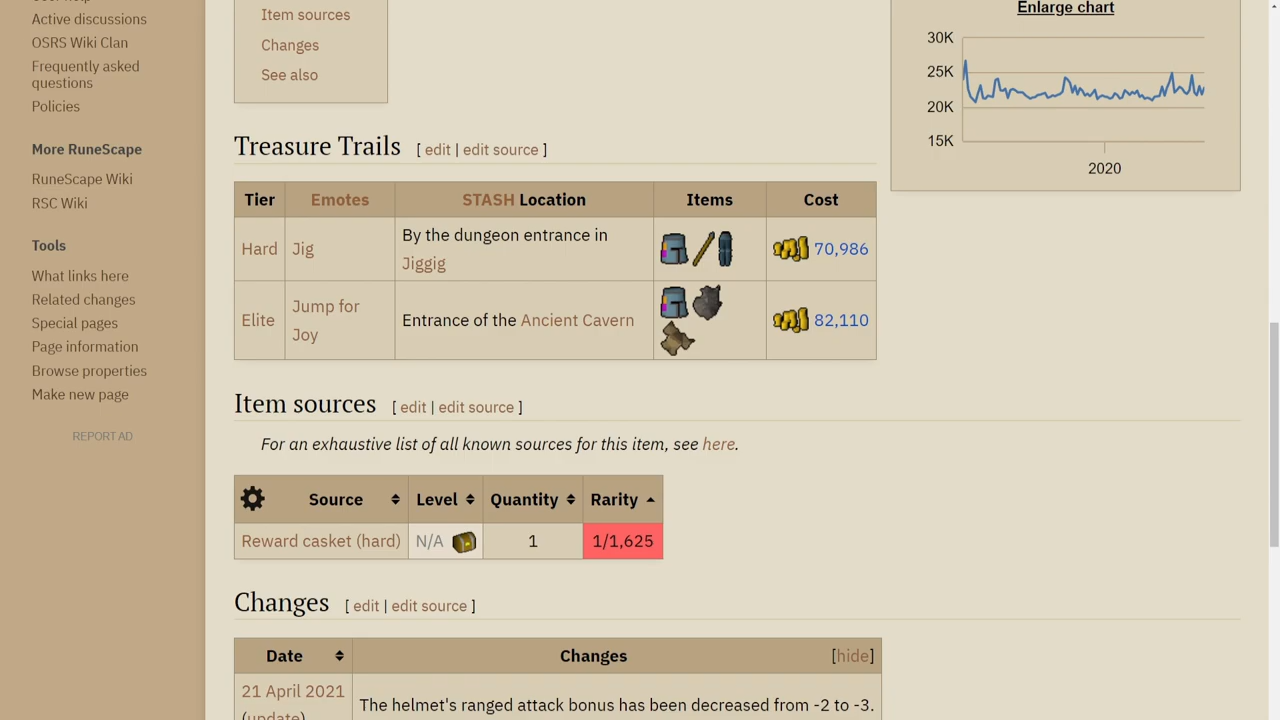 Active discussions
OSRS Wiki Clan
Frequently asked
questions
Policies
More RuneScape
RuneScape Wiki
RSC Wiki
Tools
What links here
Related changes
Special pages
Page information
Browse properties
Make new page
REPORT AD
Item sources
Changes
See also
Enlarge chart
30K
25K
20K
15K
2020
Treasure Trails [ edit | edit source ]
Tier Emotes STASH Location Items Cost
Hard Jig By the dungeon entrance in
Jiggig
70,986
Elite Jump for
Joy
Entrance of the Ancient Cavern
82,110
Item sources [ edit | edit source ]
For an exhaustive list of all known sources for this item, see here.
Source Level Quantity Rarity
Reward casket (hard) N/A 1 1/1,625
Changes [ edit | edit source ]
Date Changes [hide]
21 April 2021
(update)
The helmet's ranged attack bonus has been decreased from -2 to -3.